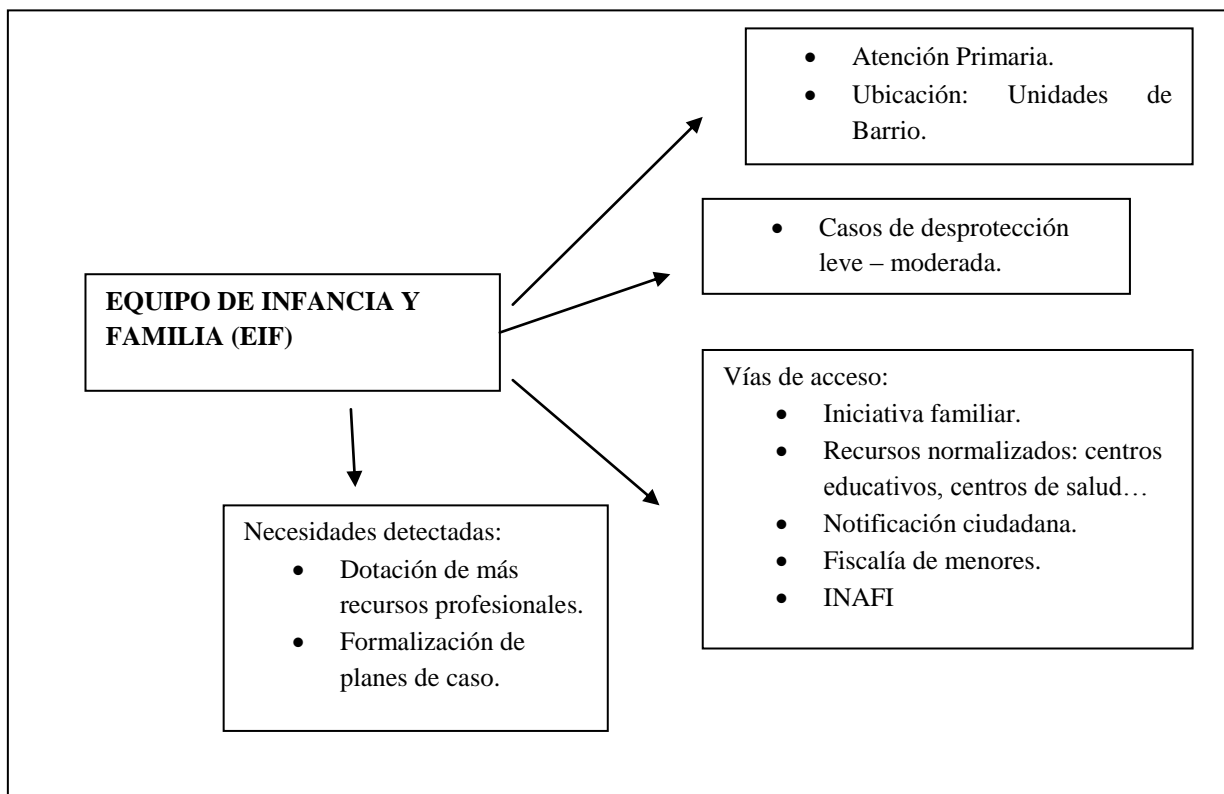 • Atención Primaria.
• Ubicación: Unidades de
Barrio.
• Casos de desprotección
leve – moderada.
EQUIPO DE INFANCIA Y
FAMILIA (EIF)
Vías de acceso:
• Iniciativa familiar.
• Recursos normalizados: centros
educativos, centros de salud…
• Notificación ciudadana.
• Fiscalía de menores.
• INAFI
Necesidades detectadas:
• Dotación de más
recursos profesionales.
• Formalización de
planes de caso.